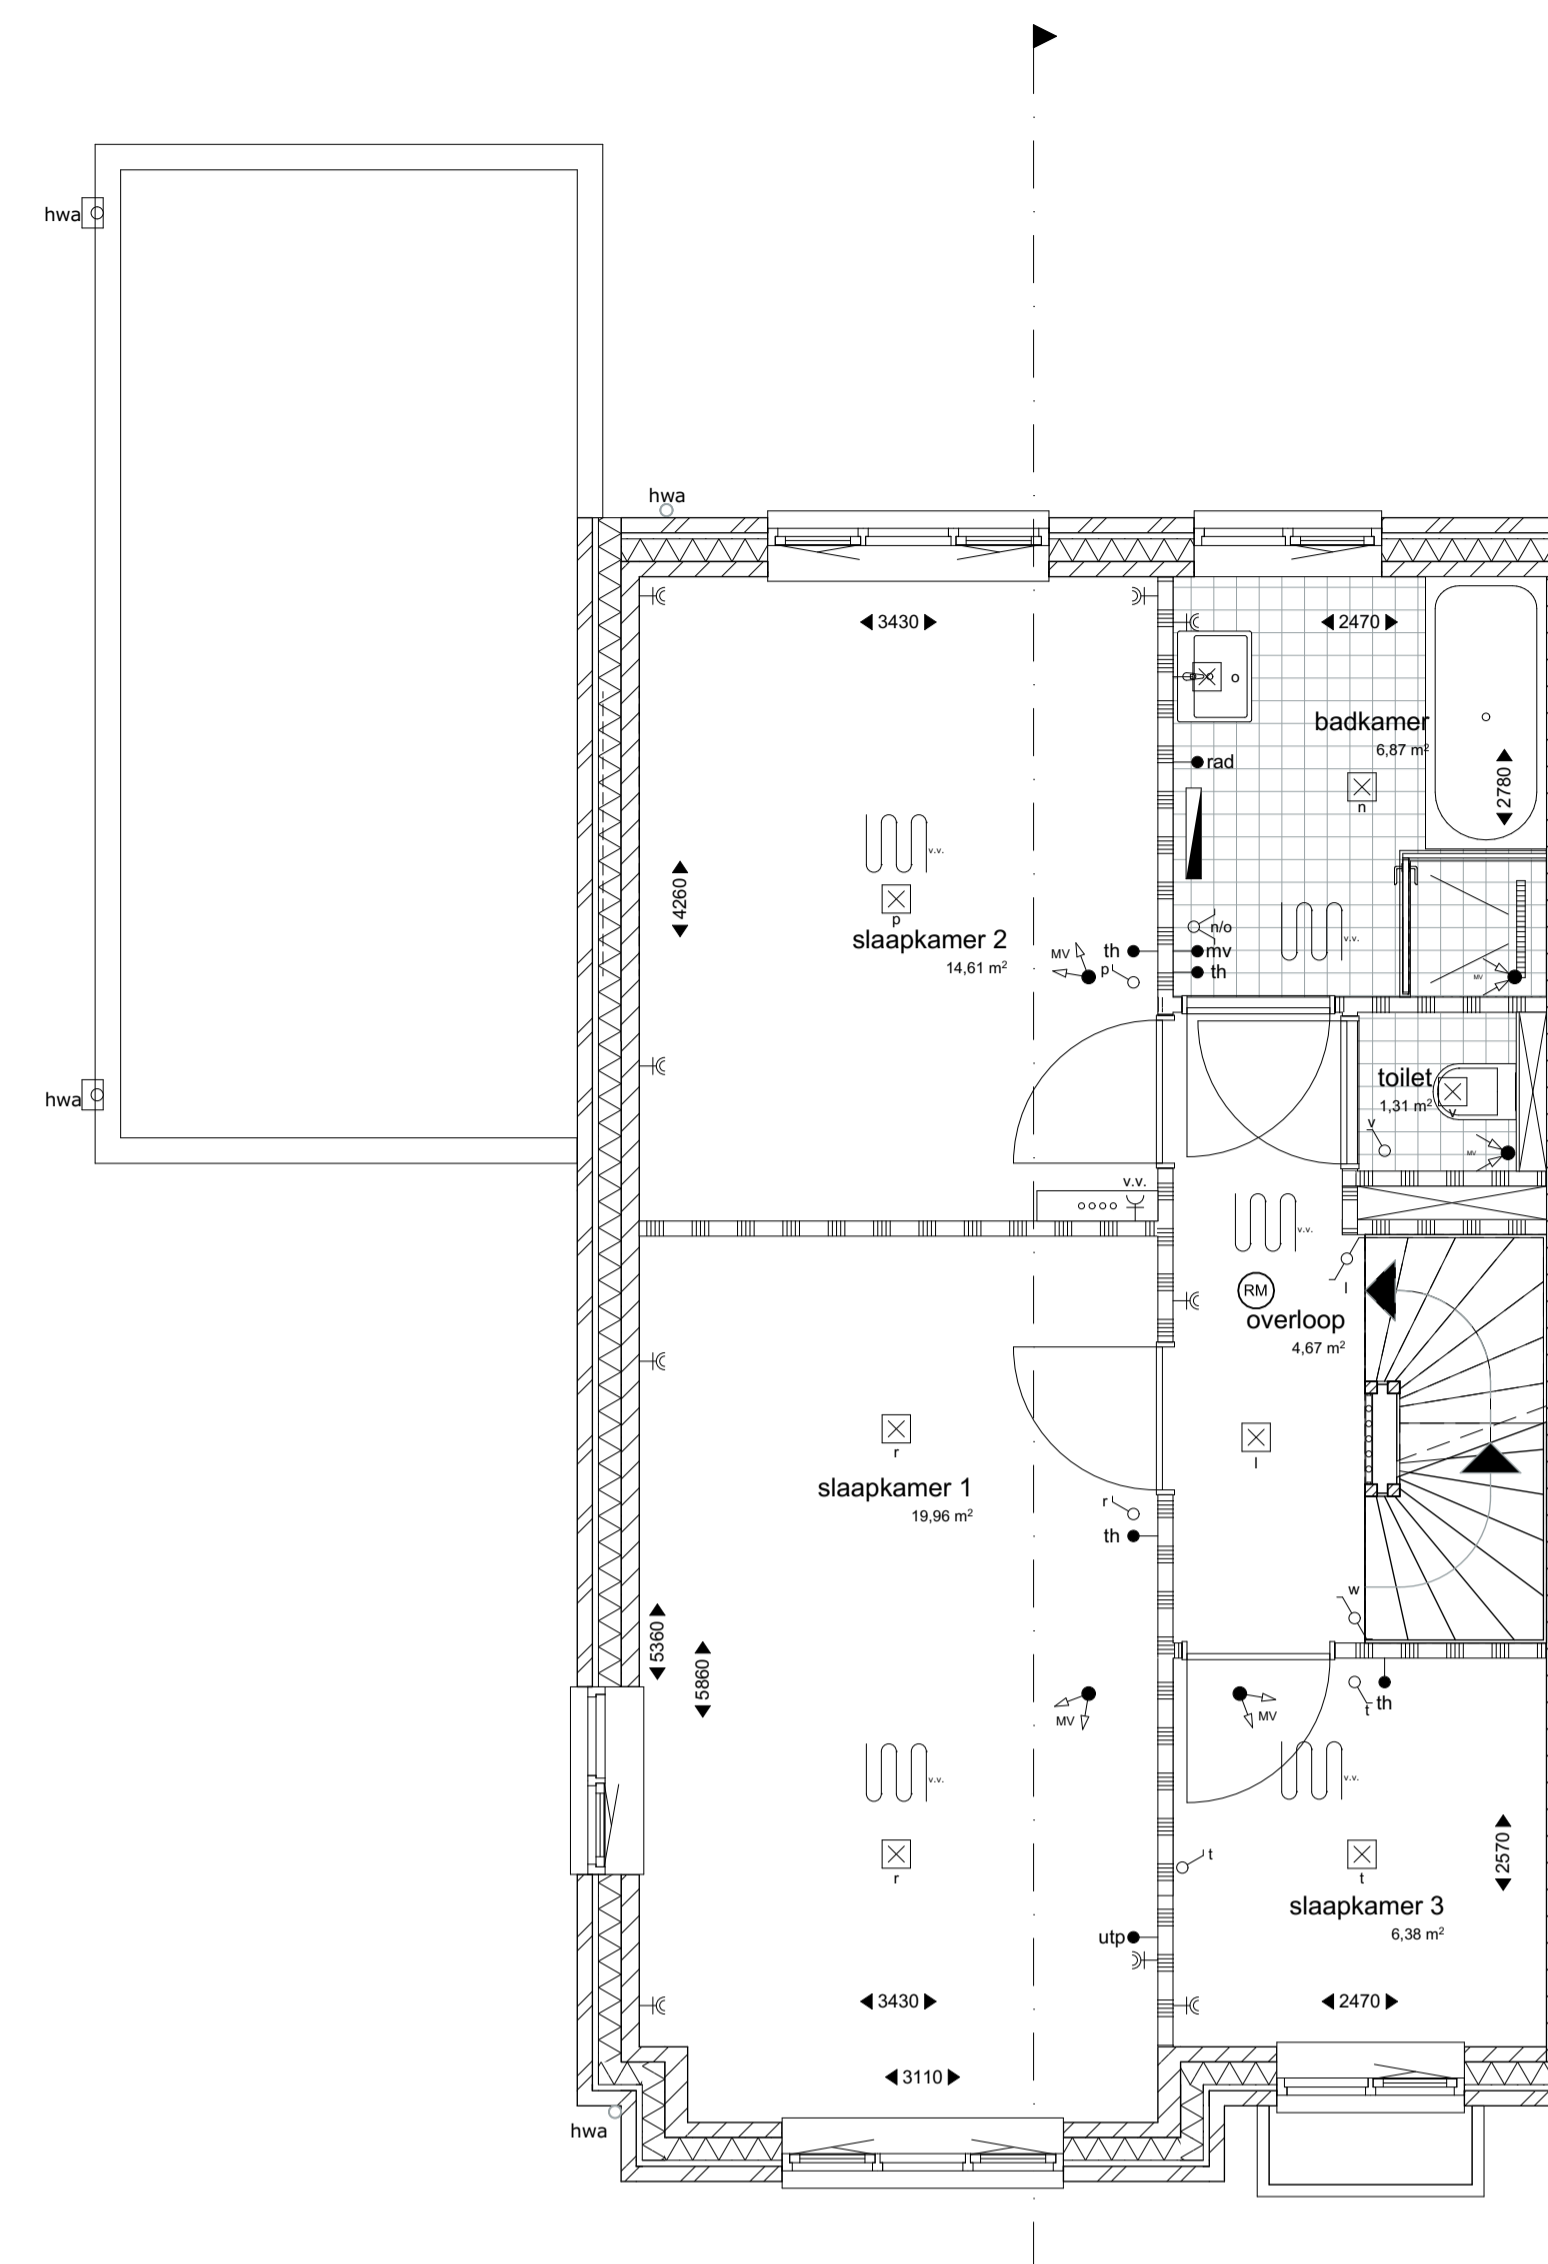 hwa
hwa
3430
2470
o
badkamer
6,87 m²
rad
2780
n
v.v.
4260
p
slaapkamer 2
14,61 m²
MV
th
p
n/o
mv
th
v.v.
MV
hwa
toilet
1,31 m²
v
v
MV
v.v.
v.v.
RM
l
overloop
4,67 m²
r
l
slaapkamer 1
19,96 m²
r
th
w
5360
5860
MV
MV
t
th
v.v.
v.v.
2570
r
t
t
slaapkamer 3
6,38 m²
utp
3430
2470
3110
hwa